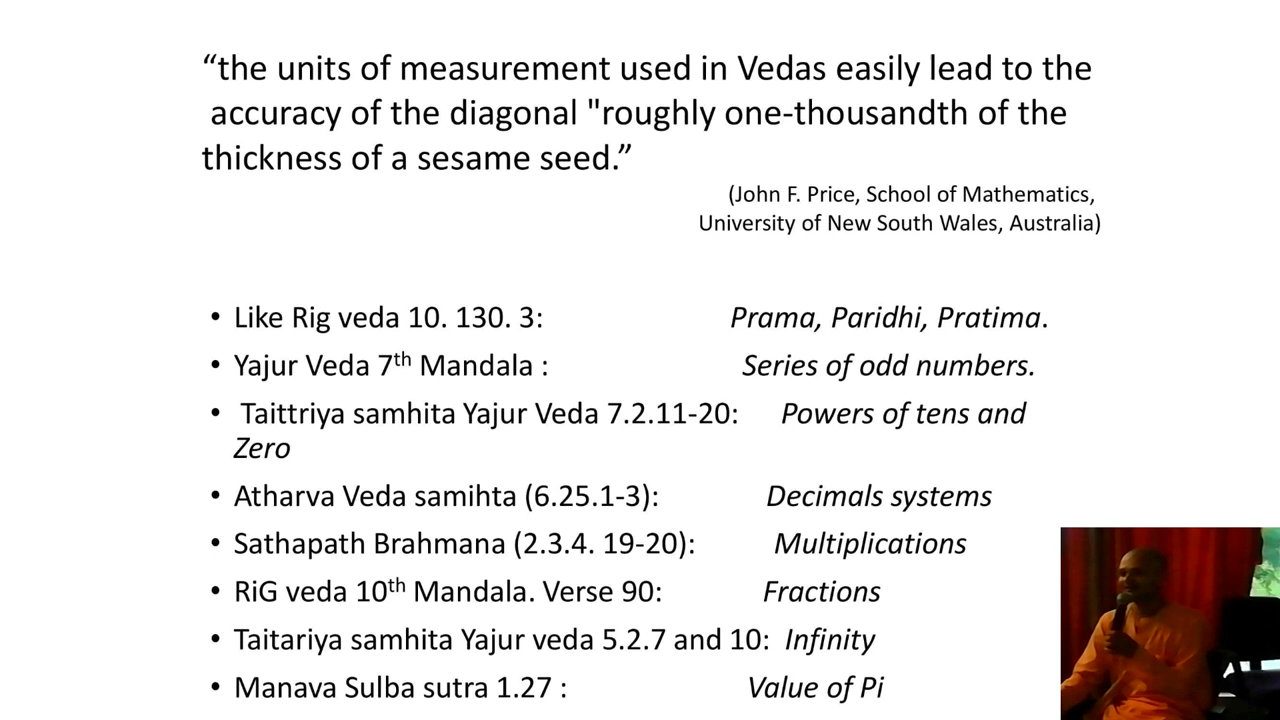 “the units of measurement used in Vedas easily lead to the
accuracy of the diagonal "roughly one-thousandth of the
thickness of a sesame seed.”
(John F. Price, School of Mathematics,
University of New South Wales, Australia)
• Like Rig veda 10. 130. 3: Prama, Paridhi, Pratima.
• Yajur Veda 7th Mandala : Series of odd numbers.
• Taittriya samhita Yajur Veda 7.2.11-20: Powers of tens and
Zero
• Atharva Veda samihta (6.25.1-3): Decimals systems
• Sathapath Brahmana (2.3.4. 19-20): Multiplications
• RiG veda 10th Mandala. Verse 90: Fractions
• Taitariya samhita Yajur veda 5.2.7 and 10: Infinity
• Manava Sulba sutra 1.27 : Value of Pi